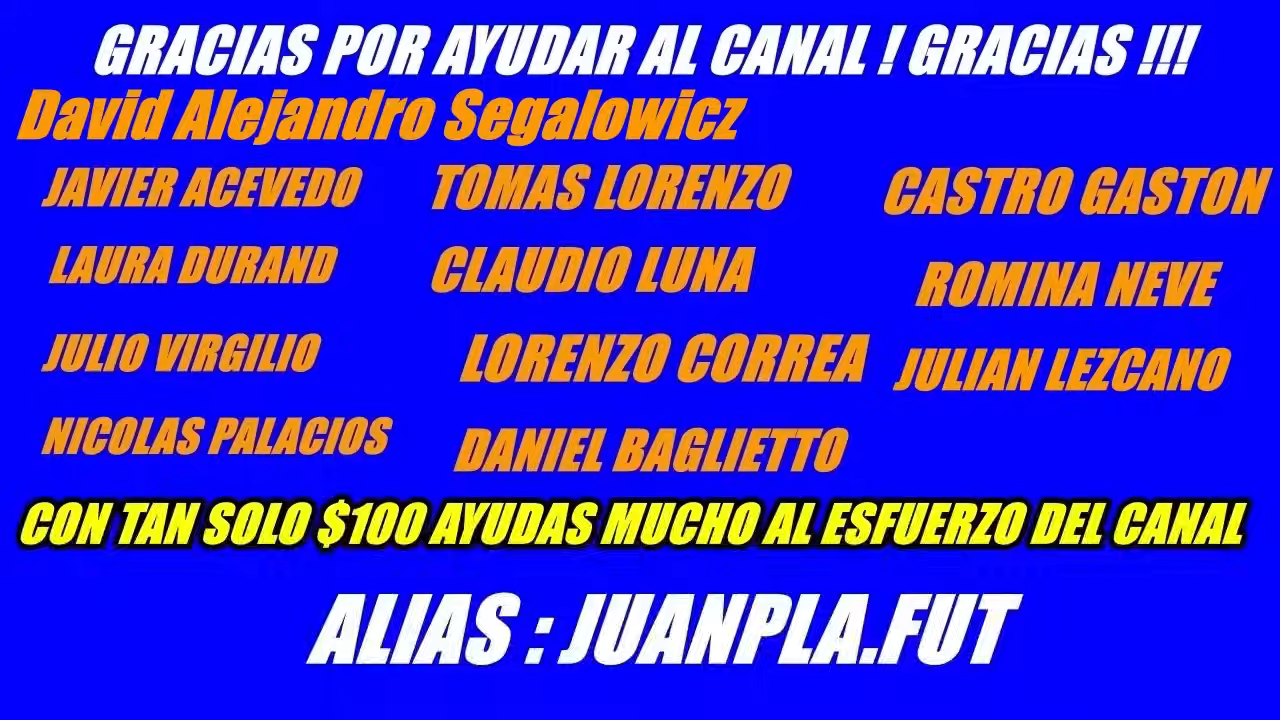 GRACIAS POR AYUDAR AL CANAL ! GRACIAS !!!
David Alejandro Segalowicz
JAVIER ACEVEDO TOMAS LORENZO CASTRO GASTON
LAURA DURAND CLAUDIO LUNA ROMINA NEVE
JULIO VIRGILIO LORENZO CORREA JULIAN LEZCANO
NICOLAS PALACIOS DANIEL BAGLIETTO
CON TAN SOLO $100 AYUDAS MUCHO AL ESFUERZO DEL CANAL
ALIAS : JUANPLA.FUT